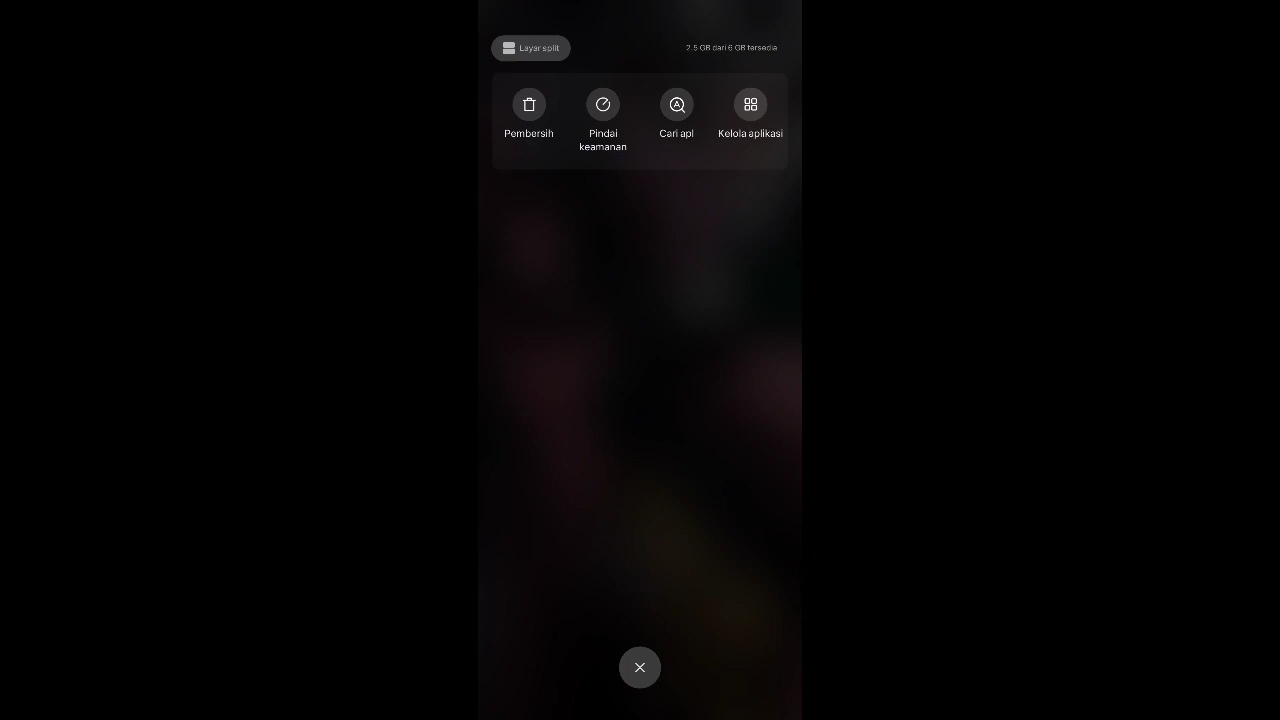 Layar split
2.5 GB dari 6 GB tersedia
Pembersih
Pindai
keamanan
Cari apl
Kelola aplikasi